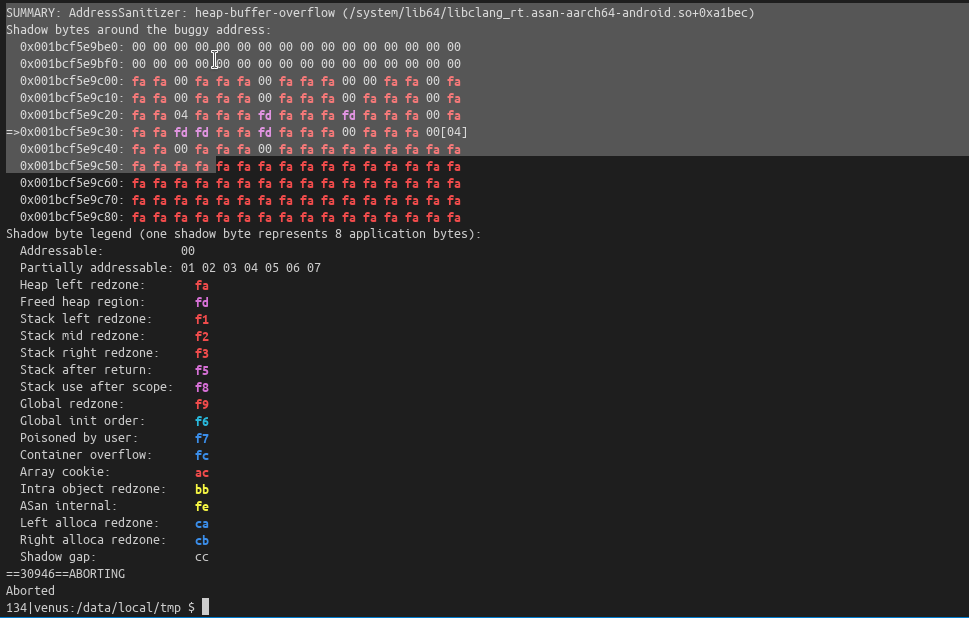 SUMMARY: AddressSanitizer: heap-buffer-overflow (/system/lib64/libclang_rt.asan-aarch64-android.so+0xa1bec)
Shadow bytes around the buggy address:
  0x001bcf5e9be0: 00 00 00 00 00 00 00 00 00 00 00 00 00 00 00 00
  0x001bcf5e9bf0: 00 00 00 00 00 00 00 00 00 00 00 00 00 00 00 00
  0x001bcf5e9c00: fa fa 00 fa fa fa 00 fa fa fa 00 00 fa fa 00 fa
  0x001bcf5e9c10: fa fa 00 fa fa fa 00 fa fa fa 00 fa fa fa 00 fa
  0x001bcf5e9c20: fa fa 04 fa fa fa fd fa fa fa fd fa fa fa 00 fa
=>0x001bcf5e9c30: fa fa fd fd fa fa fd fa fa fa 00 fa fa fa 00[04]
  0x001bcf5e9c40: fa fa 00 fa fa fa 00 fa fa fa fa fa fa fa fa fa
  0x001bcf5e9c50: fa fa fa fa fa fa fa fa fa fa fa fa fa fa fa fa
  0x001bcf5e9c60: fa fa fa fa fa fa fa fa fa fa fa fa fa fa fa fa
  0x001bcf5e9c70: fa fa fa fa fa fa fa fa fa fa fa fa fa fa fa fa
  0x001bcf5e9c80: fa fa fa fa fa fa fa fa fa fa fa fa fa fa fa fa
Shadow byte legend (one shadow byte represents 8 application bytes):
  Addressable:           00
  Partially addressable: 01 02 03 04 05 06 07
  Heap left redzone:       fa
  Freed heap region:       fd
  Stack left redzone:      f1
  Stack mid redzone:       f2
  Stack right redzone:     f3
  Stack after return:      f5
  Stack use after scope:   f8
  Global redzone:          f9
  Global init order:       f6
  Poisoned by user:        f7
  Container overflow:      fc
  Array cookie:            ac
  Intra object redzone:    bb
  ASan internal:           fe
  Left alloca redzone:     ca
  Right alloca redzone:    cb
  Shadow gap:              cc
==30946==ABORTING
Aborted
134|venus:/data/local/tmp $